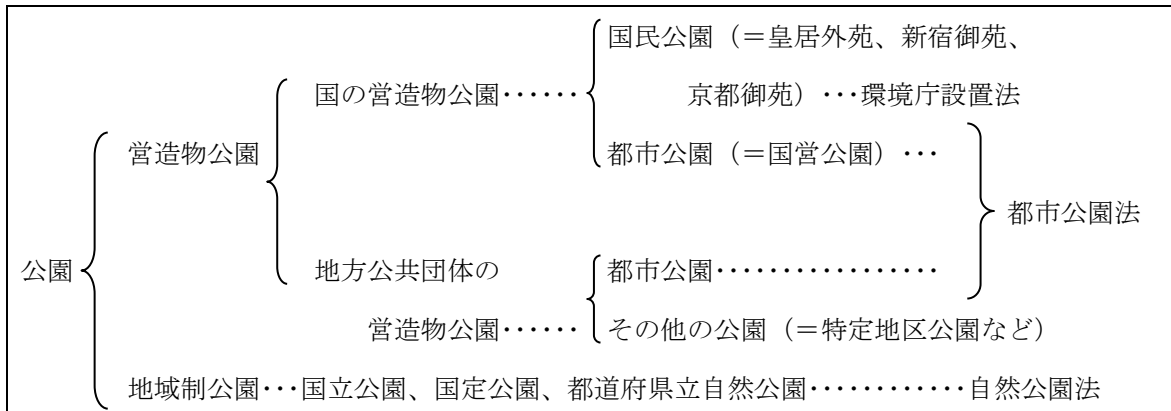 国民公園（＝皇居外苑、新宿御苑、
国の営造物公園･･････
京都御苑）･･･環境庁設置法
営造物公園
都市公園（＝国営公園）･･･
都市公園法
公園
地方公共団体の
都市公園･････････････････
営造物公園･･････
その他の公園（＝特定地区公園など）
地域制公園･･･国立公園、国定公園、都道府県立自然公園････････････自然公園法